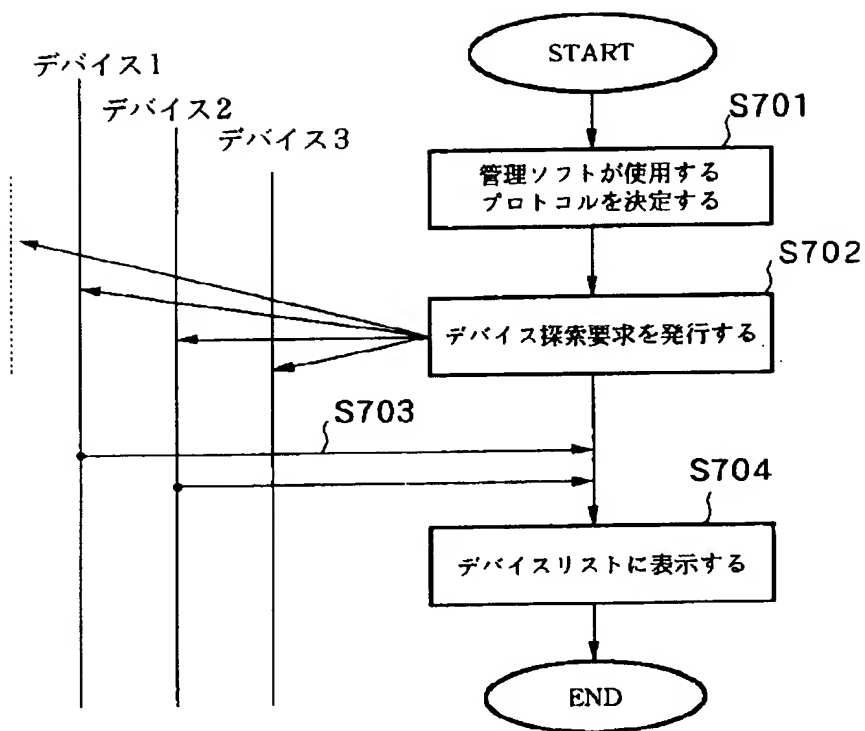 START
デバイス1
デバイス2
デバイス3
S701
管理ソフトが使用する
プロトコルを決定する
S702
デバイス探索要求を発行する
S703
S704
デバイスリストに表示する
END